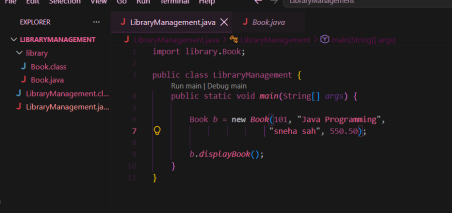 File Edit Selection View Go Run Terminal
LibraryManagement
EXPLORER
LIBRARYMANAGEMENT
library
Book.class
Book.java
LibraryManagement.cl...
LibraryManagement.ja...
LibraryManagement.java
Book.java
LibraryManagement.java > LibraryManagement > main(String[] args)
import library.Book;
public class LibraryManagement {
Run main | Debug main
public static void main(String[] args) {
Book b = new Book(101, "Java Programming",
7 "sneha sah", 550.50);
b.displayBook();
}
}